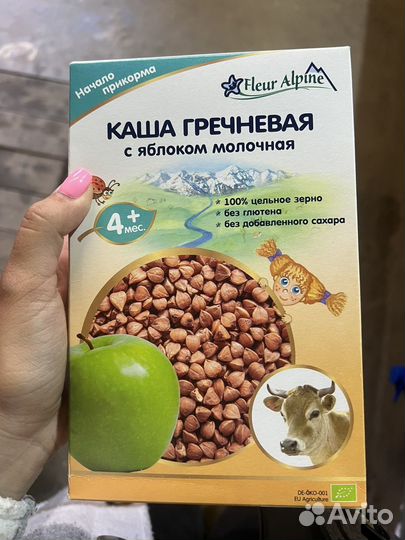 Начало
прикорма
Fleur Alpine
КАША ГРЕЧНЕВАЯ
с яблоком молочная
100% цельное зерно
без глютена
без добавленного сахара
4+
мес.
DE-ÖKO-001
EU Agriculture
Avito